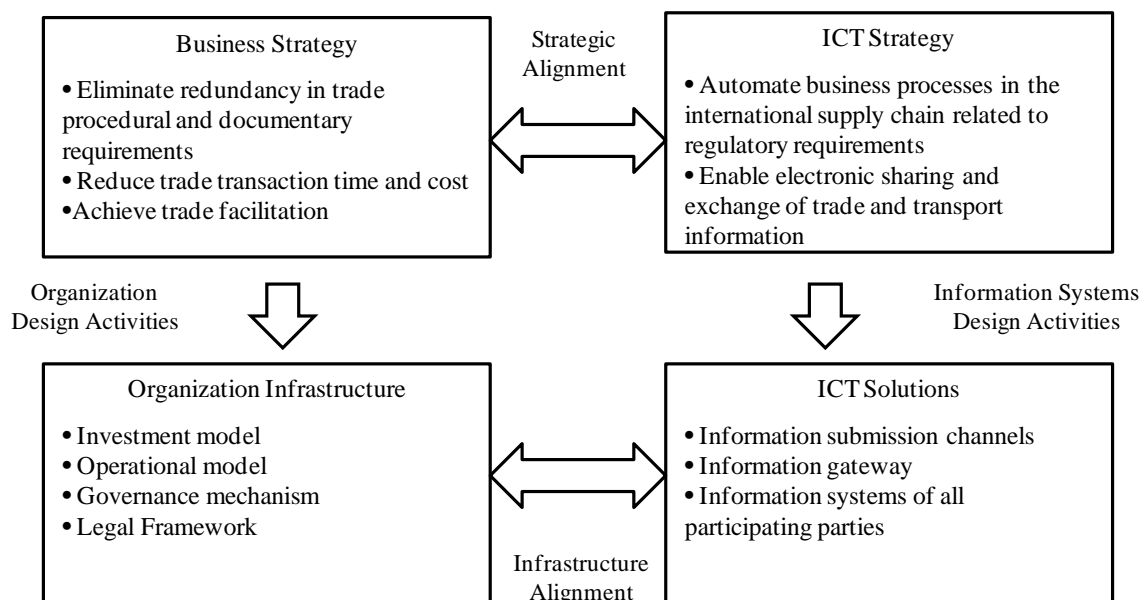 Business Strategy
• Eliminate redundancy in trade
procedural and documentary
requirements
• Reduce trade transaction time and cost
•Achieve trade facilitation
Strategic
Alignment
ICT Strategy
• Automate business processes in the
international supply chain related to
regulatory requirements
• Enable electronic sharing and
exchange of trade and transport
information
Organization
Design Activities
Information Systems
Design Activities
Organization Infrastructure
• Investment model
• Operational model
• Governance mechanism
• Legal Framework
Infrastructure
Alignment
ICT Solutions
• Information submission channels
• Information gateway
• Information systems of all
participating parties